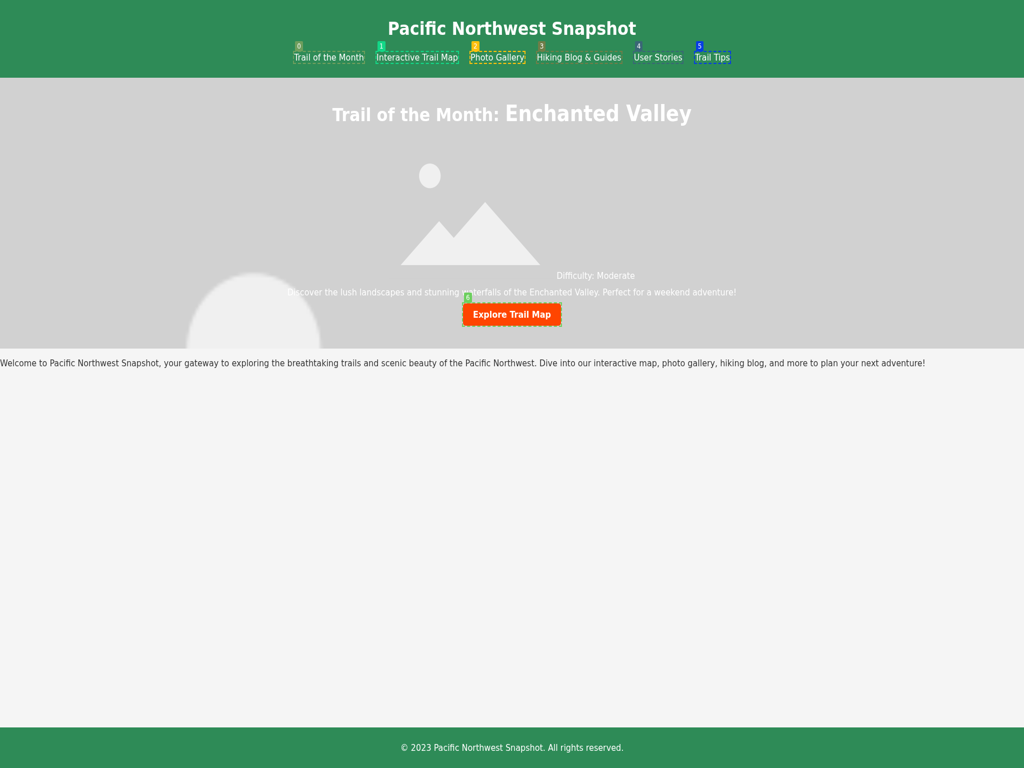 Pacific Northwest Snapshot
0 1 2 3 4 5
Trail of the Month Interactive Trail Map Photo Gallery Hiking Blog & Guides User Stories Trail Tips
Trail of the Month: Enchanted Valley
Difficulty: Moderate
Discover the lush landscapes and stunning waterfalls of the Enchanted Valley. Perfect for a weekend adventure!
6
Explore Trail Map
Welcome to Pacific Northwest Snapshot, your gateway to exploring the breathtaking trails and scenic beauty of the Pacific Northwest. Dive into our interactive map, photo gallery, hiking blog, and more to plan your next adventure!
© 2023 Pacific Northwest Snapshot. All rights reserved.